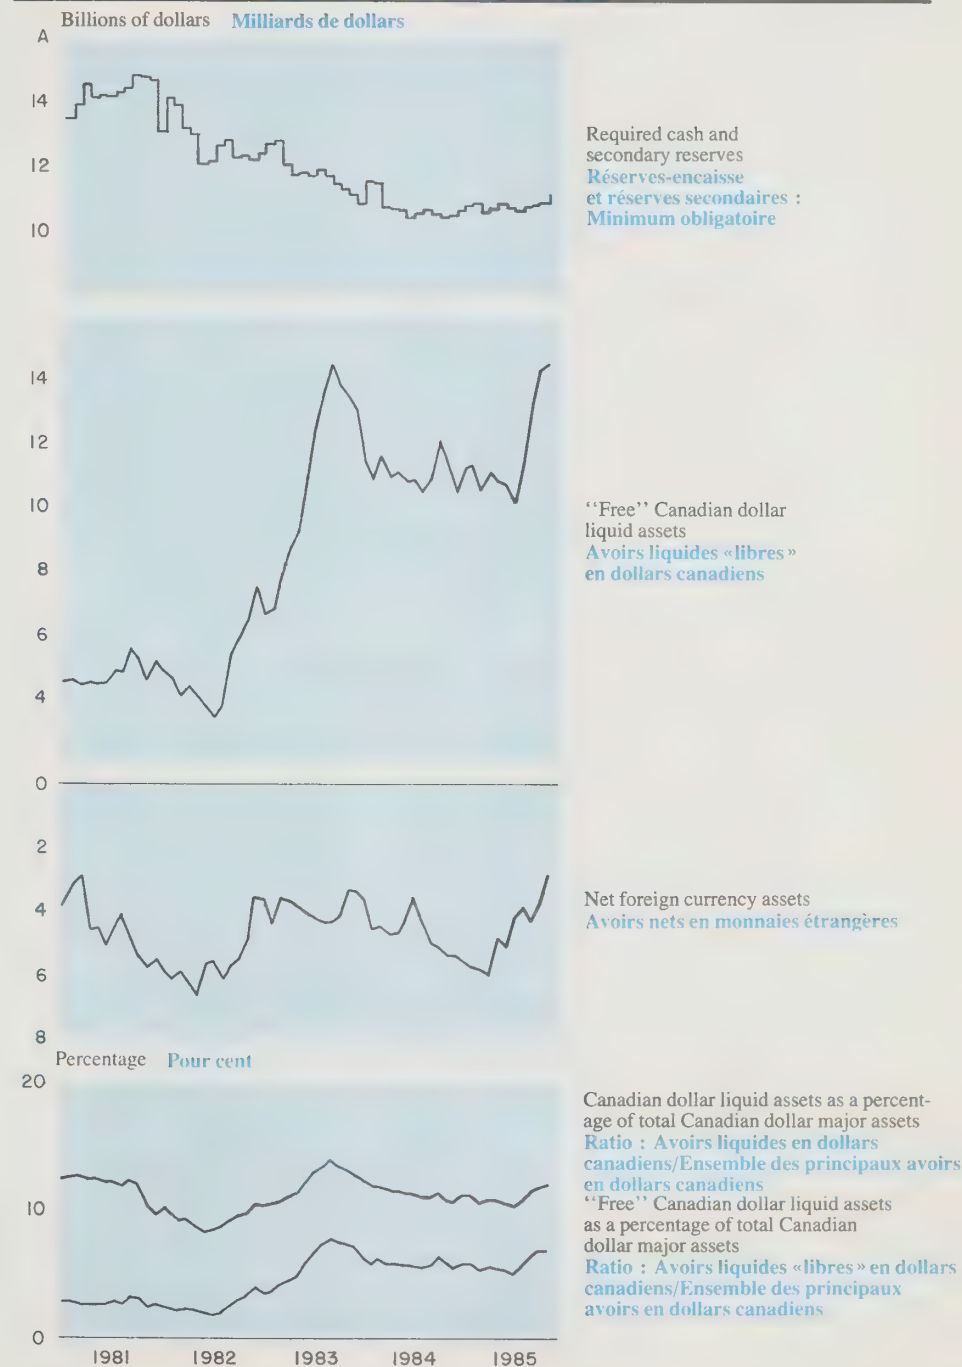 Billions of dollars Milliards de dollars
A
14
12
10
Required cash and
secondary reserves
Réserves-encaisse
et réserves secondaires :
Minimum obligatoire
14
12
10
8
6
4
"Free" Canadian dollar
liquid assets
Avoirs liquides «libres»
en dollars canadiens
0
2
4
6
8
Net foreign currency assets
Avoirs nets en monnaies étrangères
Percentage Pour cent
20
10
0
Canadian dollar liquid assets as a percent-
age of total Canadian dollar major assets
Ratio : Avoirs liquides en dollars
canadiens/Ensemble des principaux avoirs
en dollars canadiens
"Free" Canadian dollar liquid assets
as a percentage of total Canadian
dollar major assets
Ratio : Avoirs liquides «libres» en dollars
canadiens/Ensemble des principaux
avoirs en dollars canadiens
1981 1982 1983 1984 1985